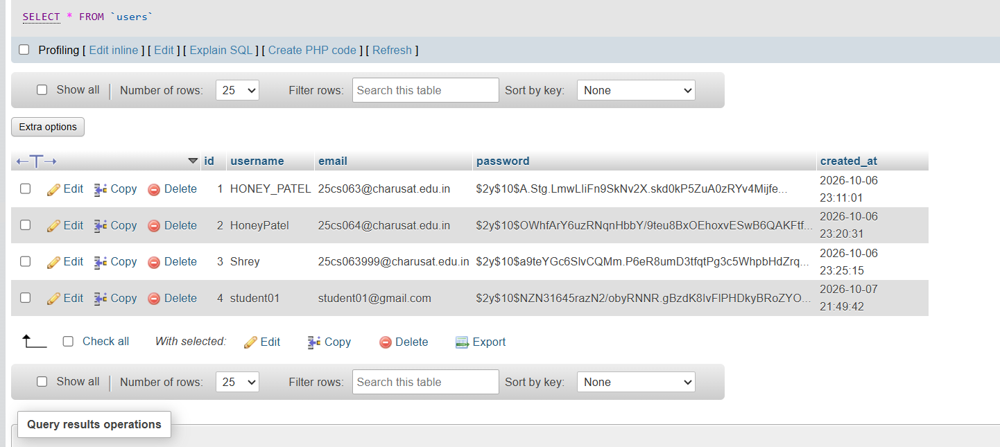 SELECT * FROM `users`
Profiling [ Edit inline ] [ Edit ] [ Explain SQL ] [ Create PHP code ] [ Refresh ]
Show all | Number of rows: 25 Filter rows: Search this table Sort by key: None
Extra options
←T→ id username email password created_at
Edit Copy Delete 1 HONEY_PATEL 25cs063@charusat.edu.in $2y$10$A.Stg.LmwLIiFn9SkNv2X.skd0kP5ZuA0zRYv4Mijfe... 2026-10-06
23:11:01
Edit Copy Delete 2 HoneyPatel 25cs064@charusat.edu.in $2y$10$OWhfArY6uzRNqnHbbY/9teu8BxOEhoxvESwB6QAKFtf... 2026-10-06
23:20:31
Edit Copy Delete 3 Shrey 25cs063999@charusat.edu.in $2y$10$a9teYGc6SlvCQMm.P6eR8umD3tfqtPg3c5WhpbHdZrq... 2026-10-06
23:25:15
Edit Copy Delete 4 student01 student01@gmail.com $2y$10$NZN31645razN2/obyRNNR.gBzdK8IvFlPHDkyBRoZYO... 2026-10-07
21:49:42
Check all With selected: Edit Copy Delete Export
Show all | Number of rows: 25 Filter rows: Search this table Sort by key: None
Query results operations